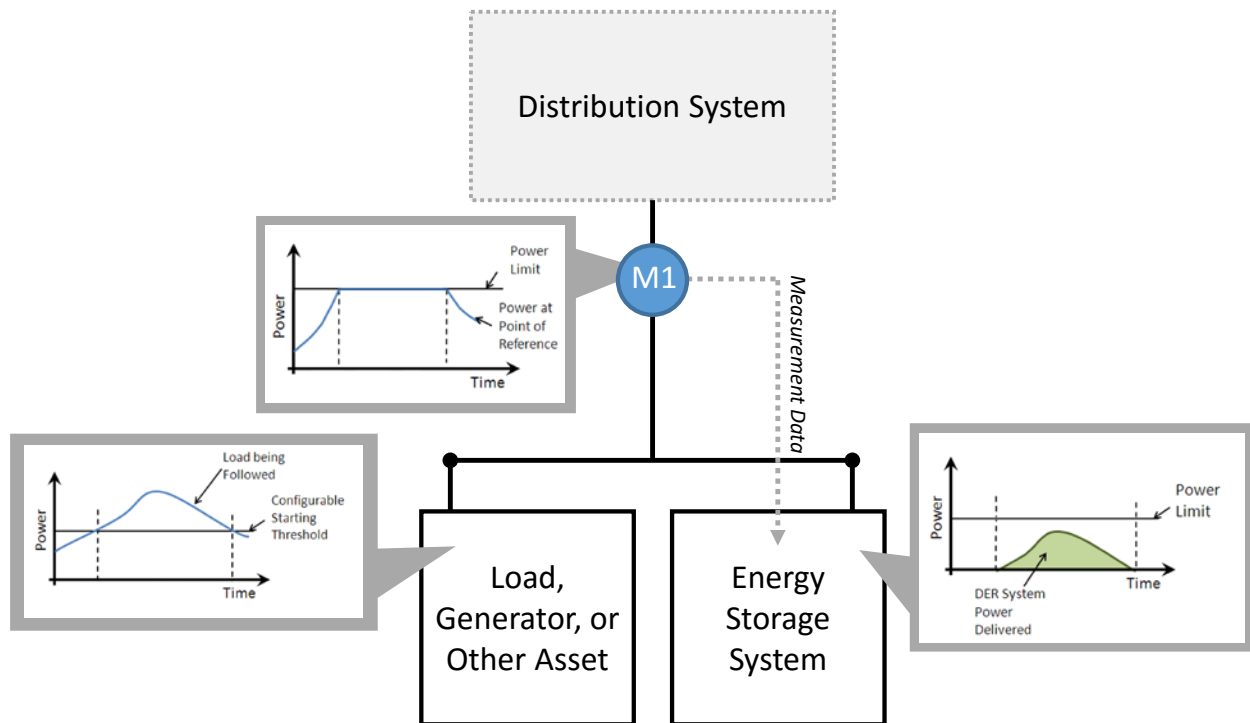 Distribution System
M1
Measurement Data
Power
Limit
Power at
Point of
Reference
Power
Time
Load being
Followed
Configurable
Starting
Threshold
Power
Time
Load,
Generator, or
Other Asset
Energy
Storage
System
Power
Limit
Power
Time
DER System
Power
Delivered